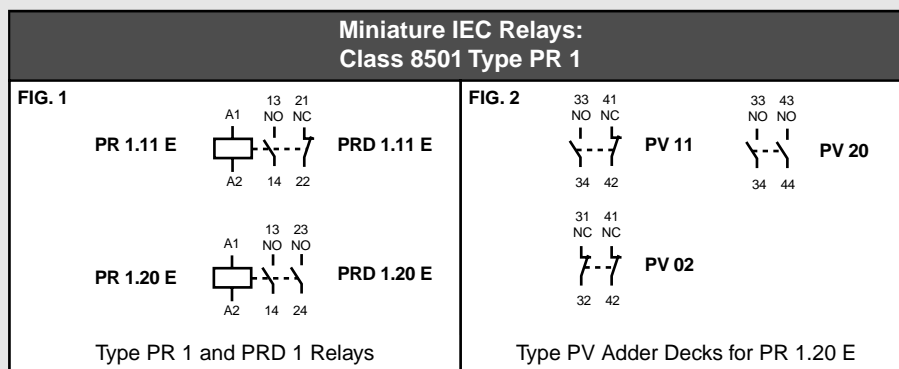 Miniature IEC Relays:
Class 8501 Type PR 1
FIG. 1
13 21
A1 NO NC
PR 1.11 E PRD 1.11 E
A2 14 22
13 23
A1 NO NO
PR 1.20 E PRD 1.20 E
A2 14 24
Type PR 1 and PRD 1 Relays
FIG. 2
33 41
NO NC
PV 11
34 42
33 43
NO NO
PV 20
34 44
31 41
NC NC
PV 02
32 42
Type PV Adder Decks for PR 1.20 E